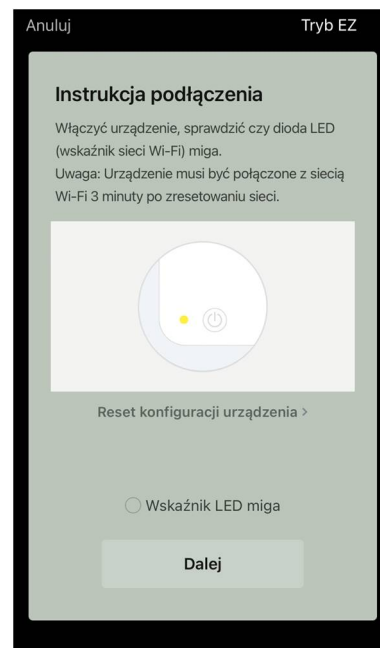 Anuluj Tryb EZ
Instrukcja podłączenia
Włączyć urządzenie, sprawdzić czy dioda LED
(wskaźnik sieci Wi-Fi) miga.
Uwaga: Urządzenie musi być połączone z siecią
Wi-Fi 3 minuty po zresetowaniu sieci.
Reset konfiguracji urządzenia >
Wskaźnik LED miga
Dalej